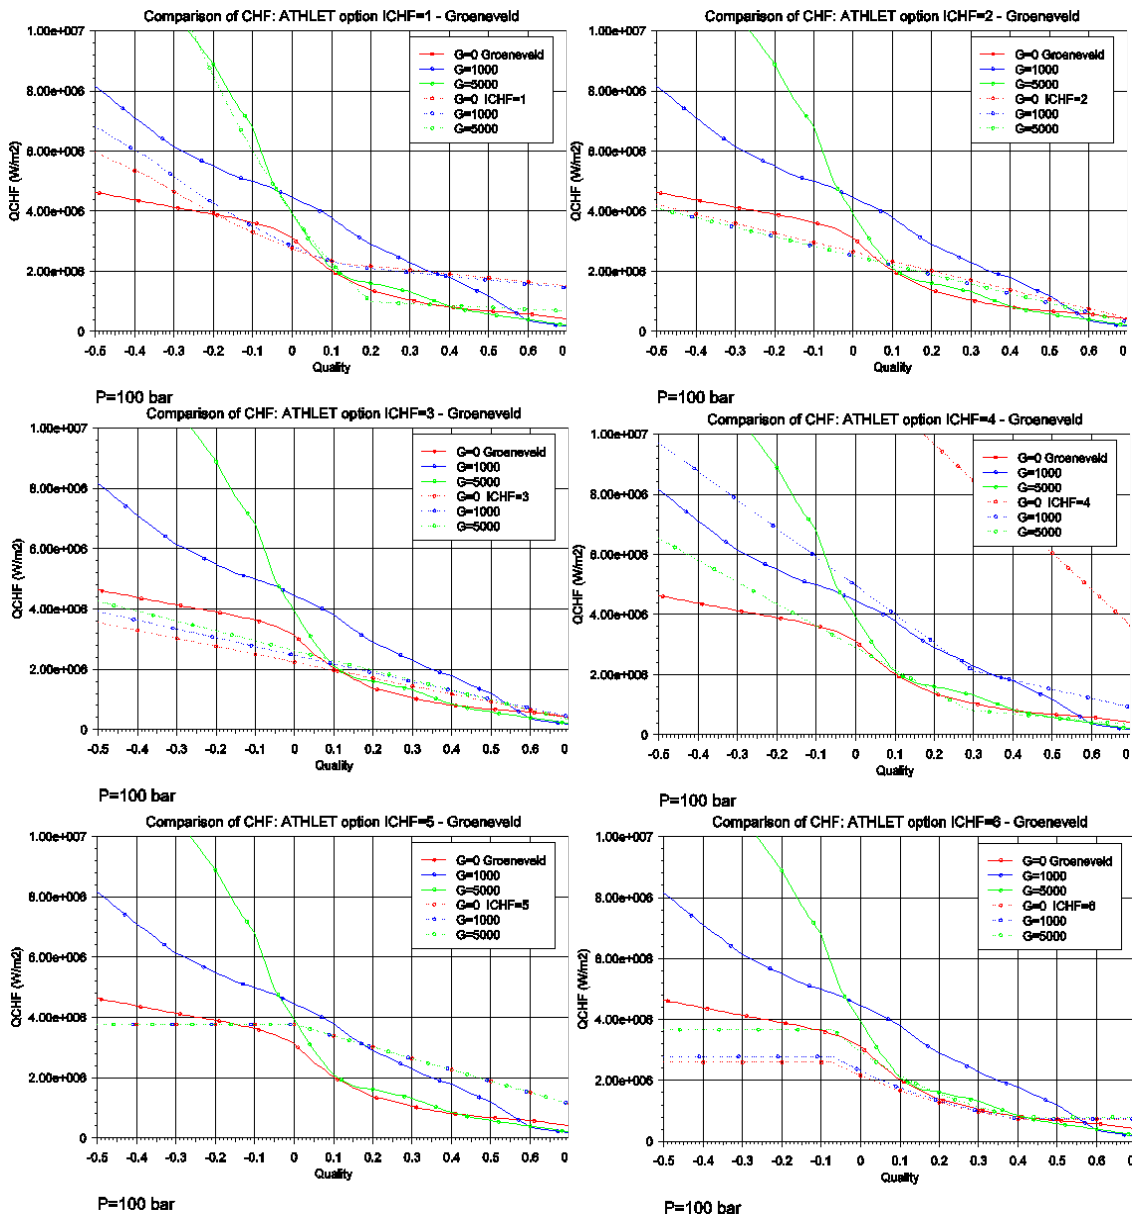 Comparison of CHF: ATHLET option ICHF=1 - Groeneveld
1.00e+007
8.00e+006
6.00e+006
4.00e+006
2.00e+006
0
QCHF (W/m2)
G=0 Groeneveld
G=1000
G=5000
G=0 ICHF=1
G=1000
G=5000
-0.5 -0.4 -0.3 -0.2 -0.1 0 0.1 0.2 0.3 0.4 0.5 0.6 0.
Quality
P=100 bar
Comparison of CHF: ATHLET option ICHF=2 - Groeneveld
1.00e+007
8.00e+006
6.00e+006
4.00e+006
2.00e+006
0
QCHF (W/m2)
G=0 Groeneveld
G=1000
G=5000
G=0 ICHF=2
G=1000
G=5000
-0.5 -0.4 -0.3 -0.2 -0.1 0 0.1 0.2 0.3 0.4 0.5 0.6 0.
Quality
P=100 bar
Comparison of CHF: ATHLET option ICHF=3 - Groeneveld
1.00e+007
8.00e+006
6.00e+006
4.00e+006
2.00e+006
0
QCHF (W/m2)
G=0 Groeneveld
G=1000
G=5000
G=0 ICHF=3
G=1000
G=5000
-0.5 -0.4 -0.3 -0.2 -0.1 0 0.1 0.2 0.3 0.4 0.5 0.6 0.
Quality
P=100 bar
Comparison of CHF: ATHLET option ICHF=4 - Groeneveld
1.00e+007
8.00e+006
6.00e+006
4.00e+006
2.00e+006
0
QCHF (W/m2)
G=0 Groeneveld
G=1000
G=5000
G=0 ICHF=4
G=1000
G=5000
-0.5 -0.4 -0.3 -0.2 -0.1 0 0.1 0.2 0.3 0.4 0.5 0.6 0.
Quality
P=100 bar
Comparison of CHF: ATHLET option ICHF=5 - Groeneveld
1.00e+007
8.00e+006
6.00e+006
4.00e+006
2.00e+006
0
QCHF (W/m2)
G=0 Groeneveld
G=1000
G=5000
G=0 ICHF=5
G=1000
G=5000
-0.5 -0.4 -0.3 -0.2 -0.1 0 0.1 0.2 0.3 0.4 0.5 0.6 0.
Quality
P=100 bar
Comparison of CHF: ATHLET option ICHF=6 - Groeneveld
1.00e+007
8.00e+006
6.00e+006
4.00e+006
2.00e+006
0
QCHF (W/m2)
G=0 Groeneveld
G=1000
G=5000
G=0 ICHF=6
G=1000
G=5000
-0.5 -0.4 -0.3 -0.2 -0.1 0 0.1 0.2 0.3 0.4 0.5 0.6 0.
Quality
P=100 bar